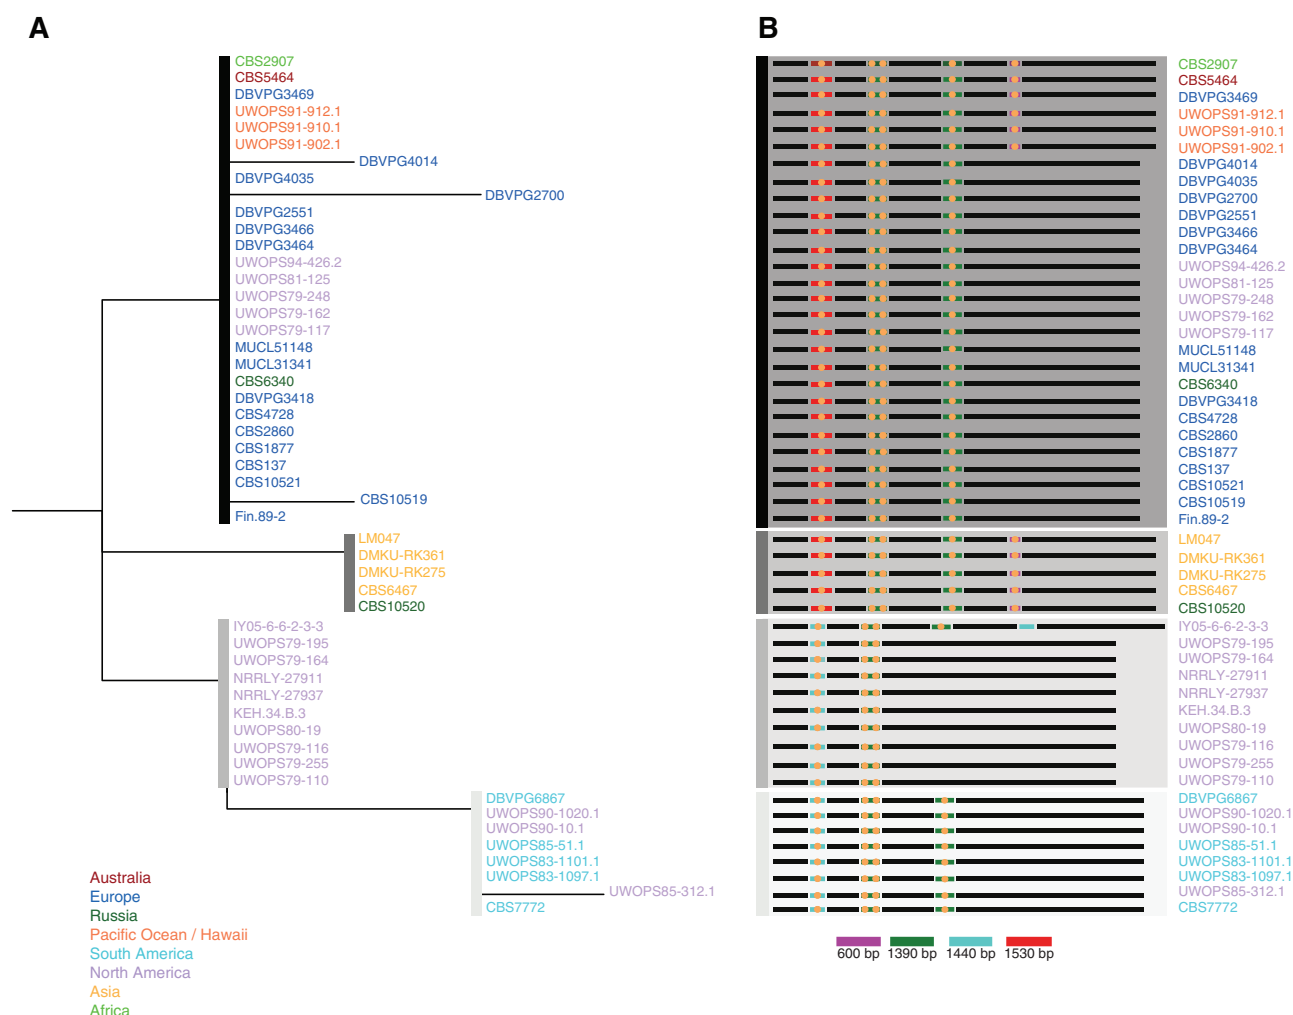 A
CBS2907
CBS5464
DBVPG3469
UWOPS91-912.1
UWOPS91-910.1
UWOPS91-902.1
DBVPG4014
DBVPG4035
DBVPG2700
DBVPG2551
DBVPG3466
DBVPG3464
UWOPS94-426.2
UWOPS81-125
UWOPS79-248
UWOPS79-162
UWOPS79-117
MUCL51148
MUCL31341
CBS6340
DBVPG3418
CBS4728
CBS2860
CBS1877
CBS137
CBS10521
CBS10519
Fin.89-2
LM047
DMKU-RK361
DMKU-RK275
CBS6467
CBS10520
IY05-6-6-2-3-3
UWOPS79-195
UWOPS79-164
NRRLY-27911
NRRLY-27937
KEH.34.B.3
UWOPS80-19
UWOPS79-116
UWOPS79-255
UWOPS79-110
DBVPG6867
UWOPS90-1020.1
UWOPS90-10.1
UWOPS85-51.1
UWOPS83-1101.1
UWOPS83-1097.1
UWOPS85-312.1
CBS7772
Australia
Europe
Russia
Pacific Ocean / Hawaii
South America
North America
Asia
Africa
B
CBS2907
CBS5464
DBVPG3469
UWOPS91-912.1
UWOPS91-910.1
UWOPS91-902.1
DBVPG4014
DBVPG4035
DBVPG2700
DBVPG2551
DBVPG3466
DBVPG3464
UWOPS94-426.2
UWOPS81-125
UWOPS79-248
UWOPS79-162
UWOPS79-117
MUCL51148
MUCL31341
CBS6340
DBVPG3418
CBS4728
CBS2860
CBS1877
CBS137
CBS10521
CBS10519
Fin.89-2
LM047
DMKU-RK361
DMKU-RK275
CBS6467
CBS10520
IY05-6-6-2-3-3
UWOPS79-195
UWOPS79-164
NRRLY-27911
NRRLY-27937
KEH.34.B.3
UWOPS80-19
UWOPS79-116
UWOPS79-255
UWOPS79-110
DBVPG6867
UWOPS90-1020.1
UWOPS90-10.1
UWOPS85-51.1
UWOPS83-1101.1
UWOPS83-1097.1
UWOPS85-312.1
CBS7772
600 bp 1390 bp 1440 bp 1530 bp